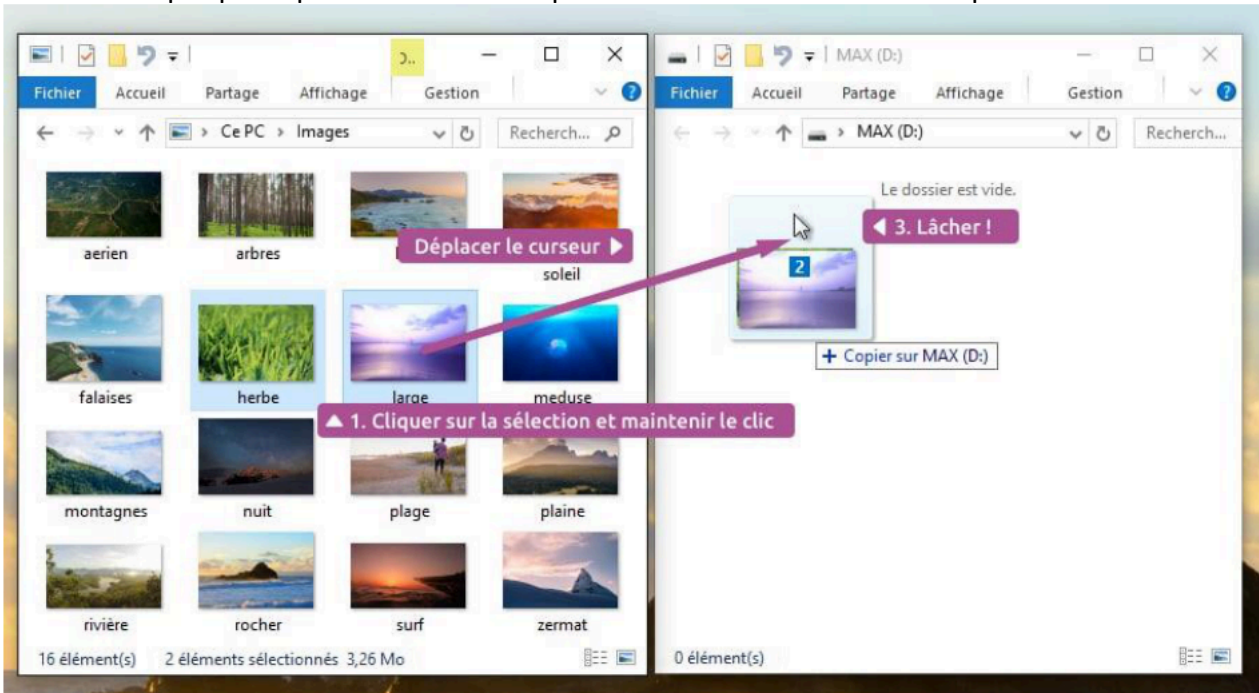 Fichier Accueil Partage Affichage Gestion
Ce PC Images Recherch...
aerien arbres
soleil
falaises herbe large meduse
montagnes nuit plage plaine
rivière rocher surf zermat
16 élément(s) 2 éléments sélectionnés 3,26 Mo
Déplacer le curseur
1. Cliquer sur la sélection et maintenir le clic
MAX (D:)
Fichier Accueil Partage Affichage Gestion
MAX (D:) Recherch...
Le dossier est vide.
3. Lâcher !
2
+ Copier sur MAX (D:)
0 élément(s)